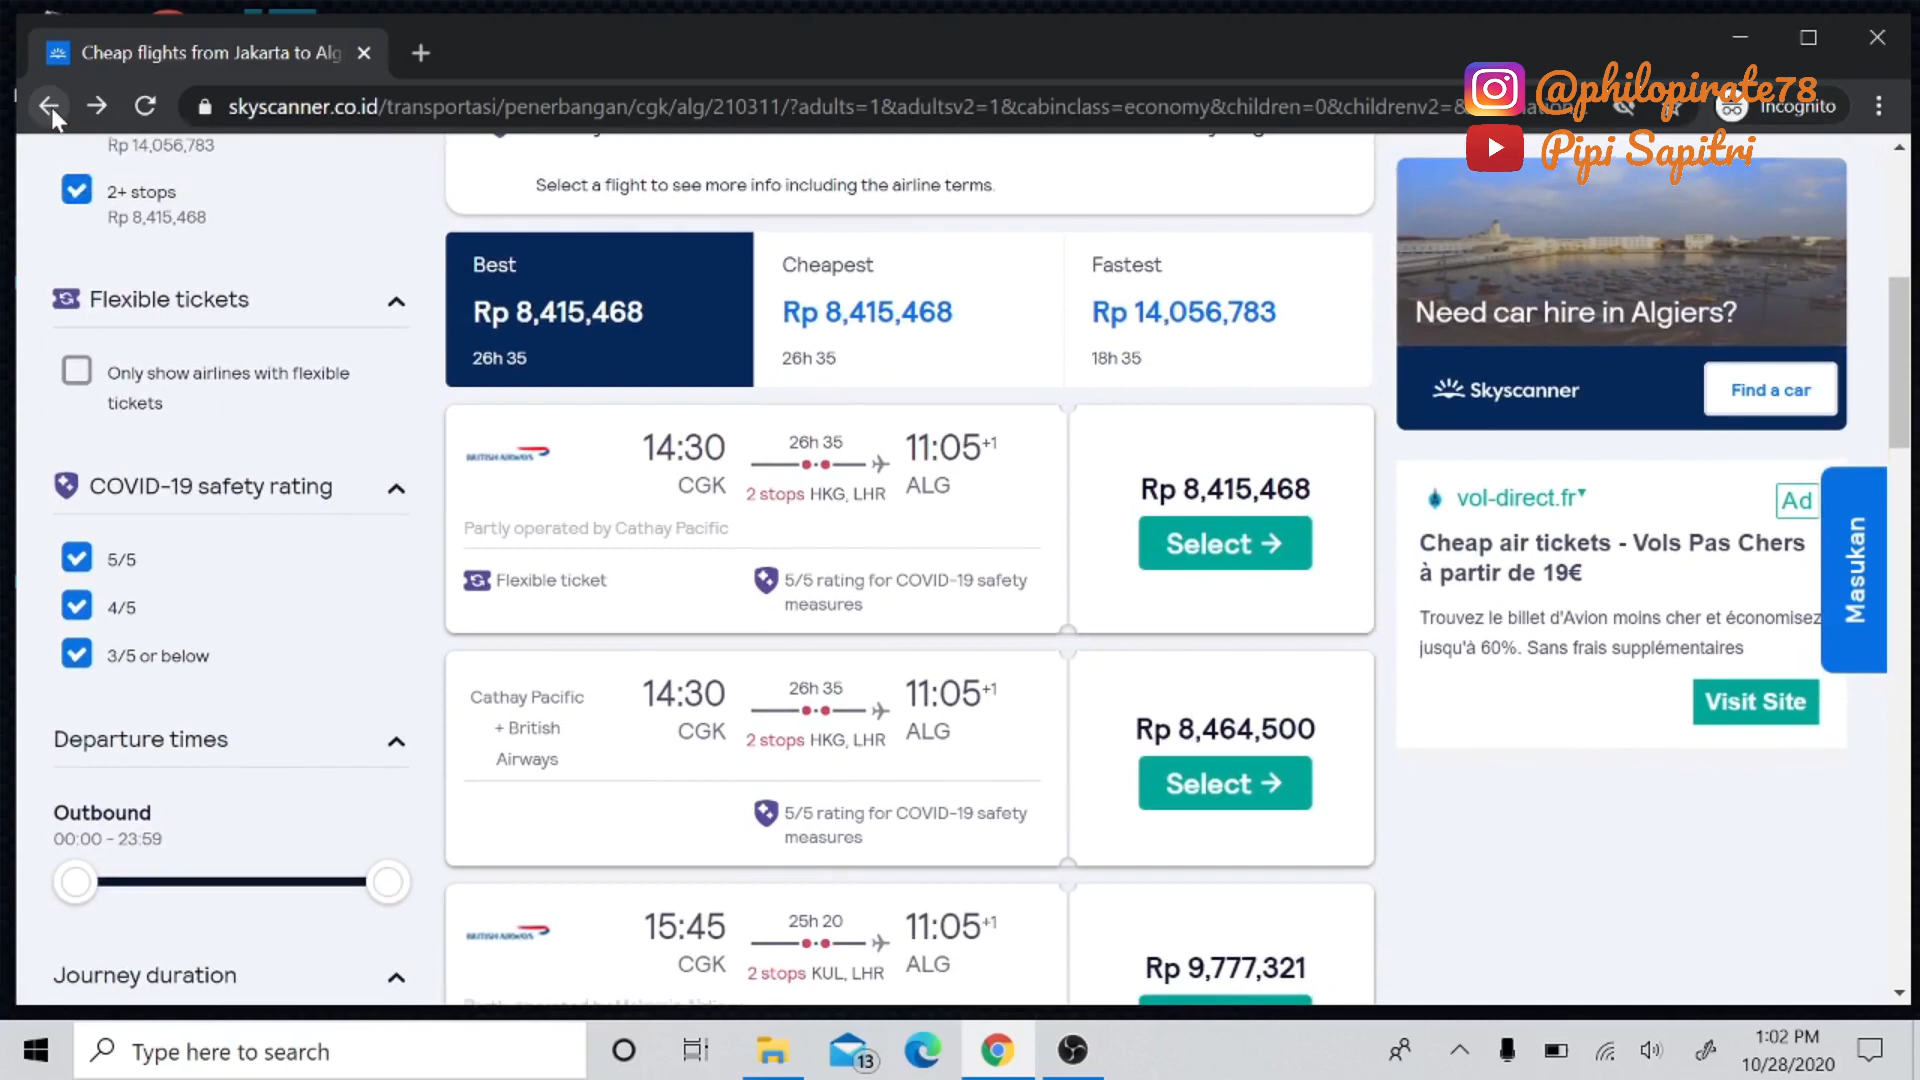 Cheap flights from Jakarta to Alg
skyscanner.co.id/transportasi/penerbangan/cgk/alg/210311/?adults=1&adultsv2=1&cabinclass=economy&children=0&childrenv2=&
Incognito
@philopirate78
Pipi Sapitri
Rp 14,056,783
2+ stops
Rp 8,415,468
Flexible tickets
Only show airlines with flexible
tickets
COVID-19 safety rating
5/5
4/5
3/5 or below
Departure times
Outbound
00:00 - 23:59
Journey duration
Select a flight to see more info including the airline terms.
Best
Rp 8,415,468
26h 35
Cheapest
Rp 8,415,468
26h 35
Fastest
Rp 14,056,783
18h 35
BRITISH AIRWAYS
14:30
CGK
26h 35
2 stops HKG, LHR
11:05+1
ALG
Partly operated by Cathay Pacific
Flexible ticket
5/5 rating for COVID-19 safety
measures
Rp 8,415,468
Select →
Cathay Pacific
+ British
Airways
14:30
CGK
26h 35
2 stops HKG, LHR
11:05+1
ALG
5/5 rating for COVID-19 safety
measures
Rp 8,464,500
Select →
BRITISH AIRWAYS
15:45
CGK
25h 20
2 stops KUL, LHR
11:05+1
ALG
Rp 9,777,321
Need car hire in Algiers?
Skyscanner
Find a car
vol-direct.fr
Ad
Cheap air tickets - Vols Pas Chers
à partir de 19€
Trouvez le billet d'Avion moins cher et économisez
jusqu'à 60%. Sans frais supplémentaires
Visit Site
Masukan
Type here to search
13
1:02 PM
10/28/2020